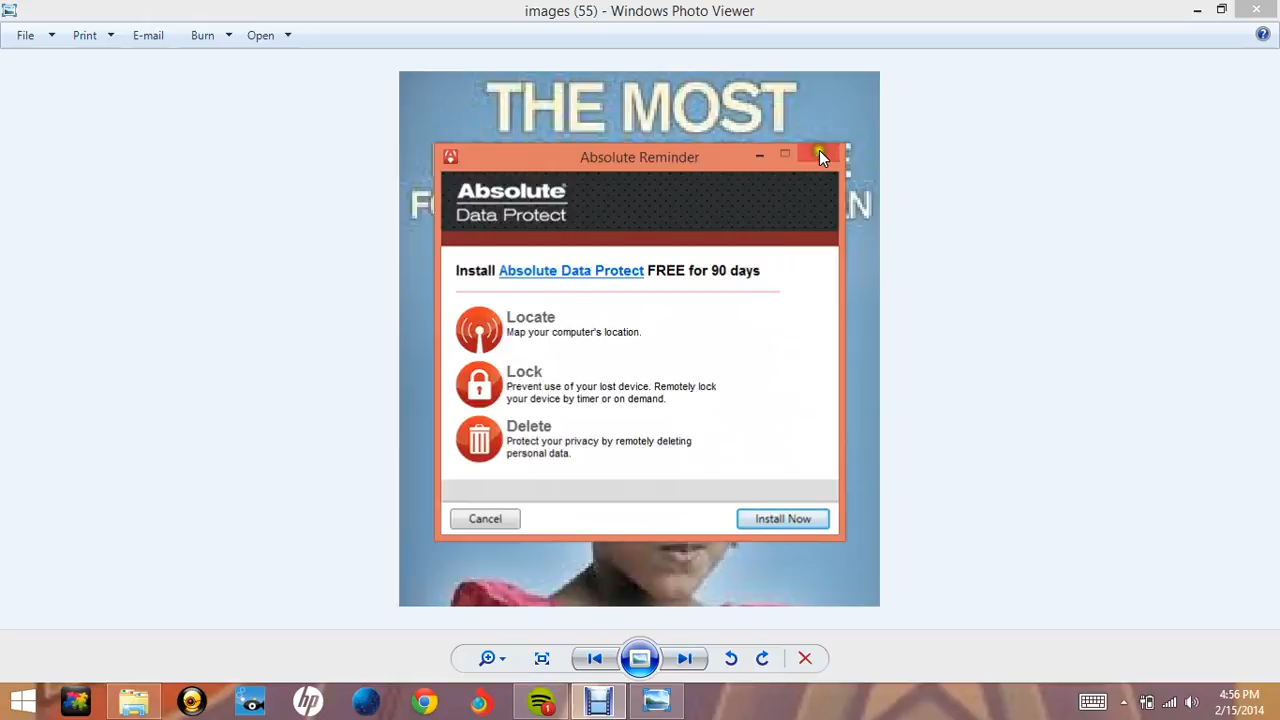 images (55) - Windows Photo Viewer
File Print E-mail Burn Open
THE MOST
Absolute Reminder
Absolute
Data Protect
Install Absolute Data Protect FREE for 90 days
Locate
Map your computer's location.
Lock
Prevent use of your lost device. Remotely lock
your device by timer or on demand.
Delete
Protect your privacy by remotely deleting
personal data.
Cancel Install Now
hp
1
4:56 PM
2/15/2014